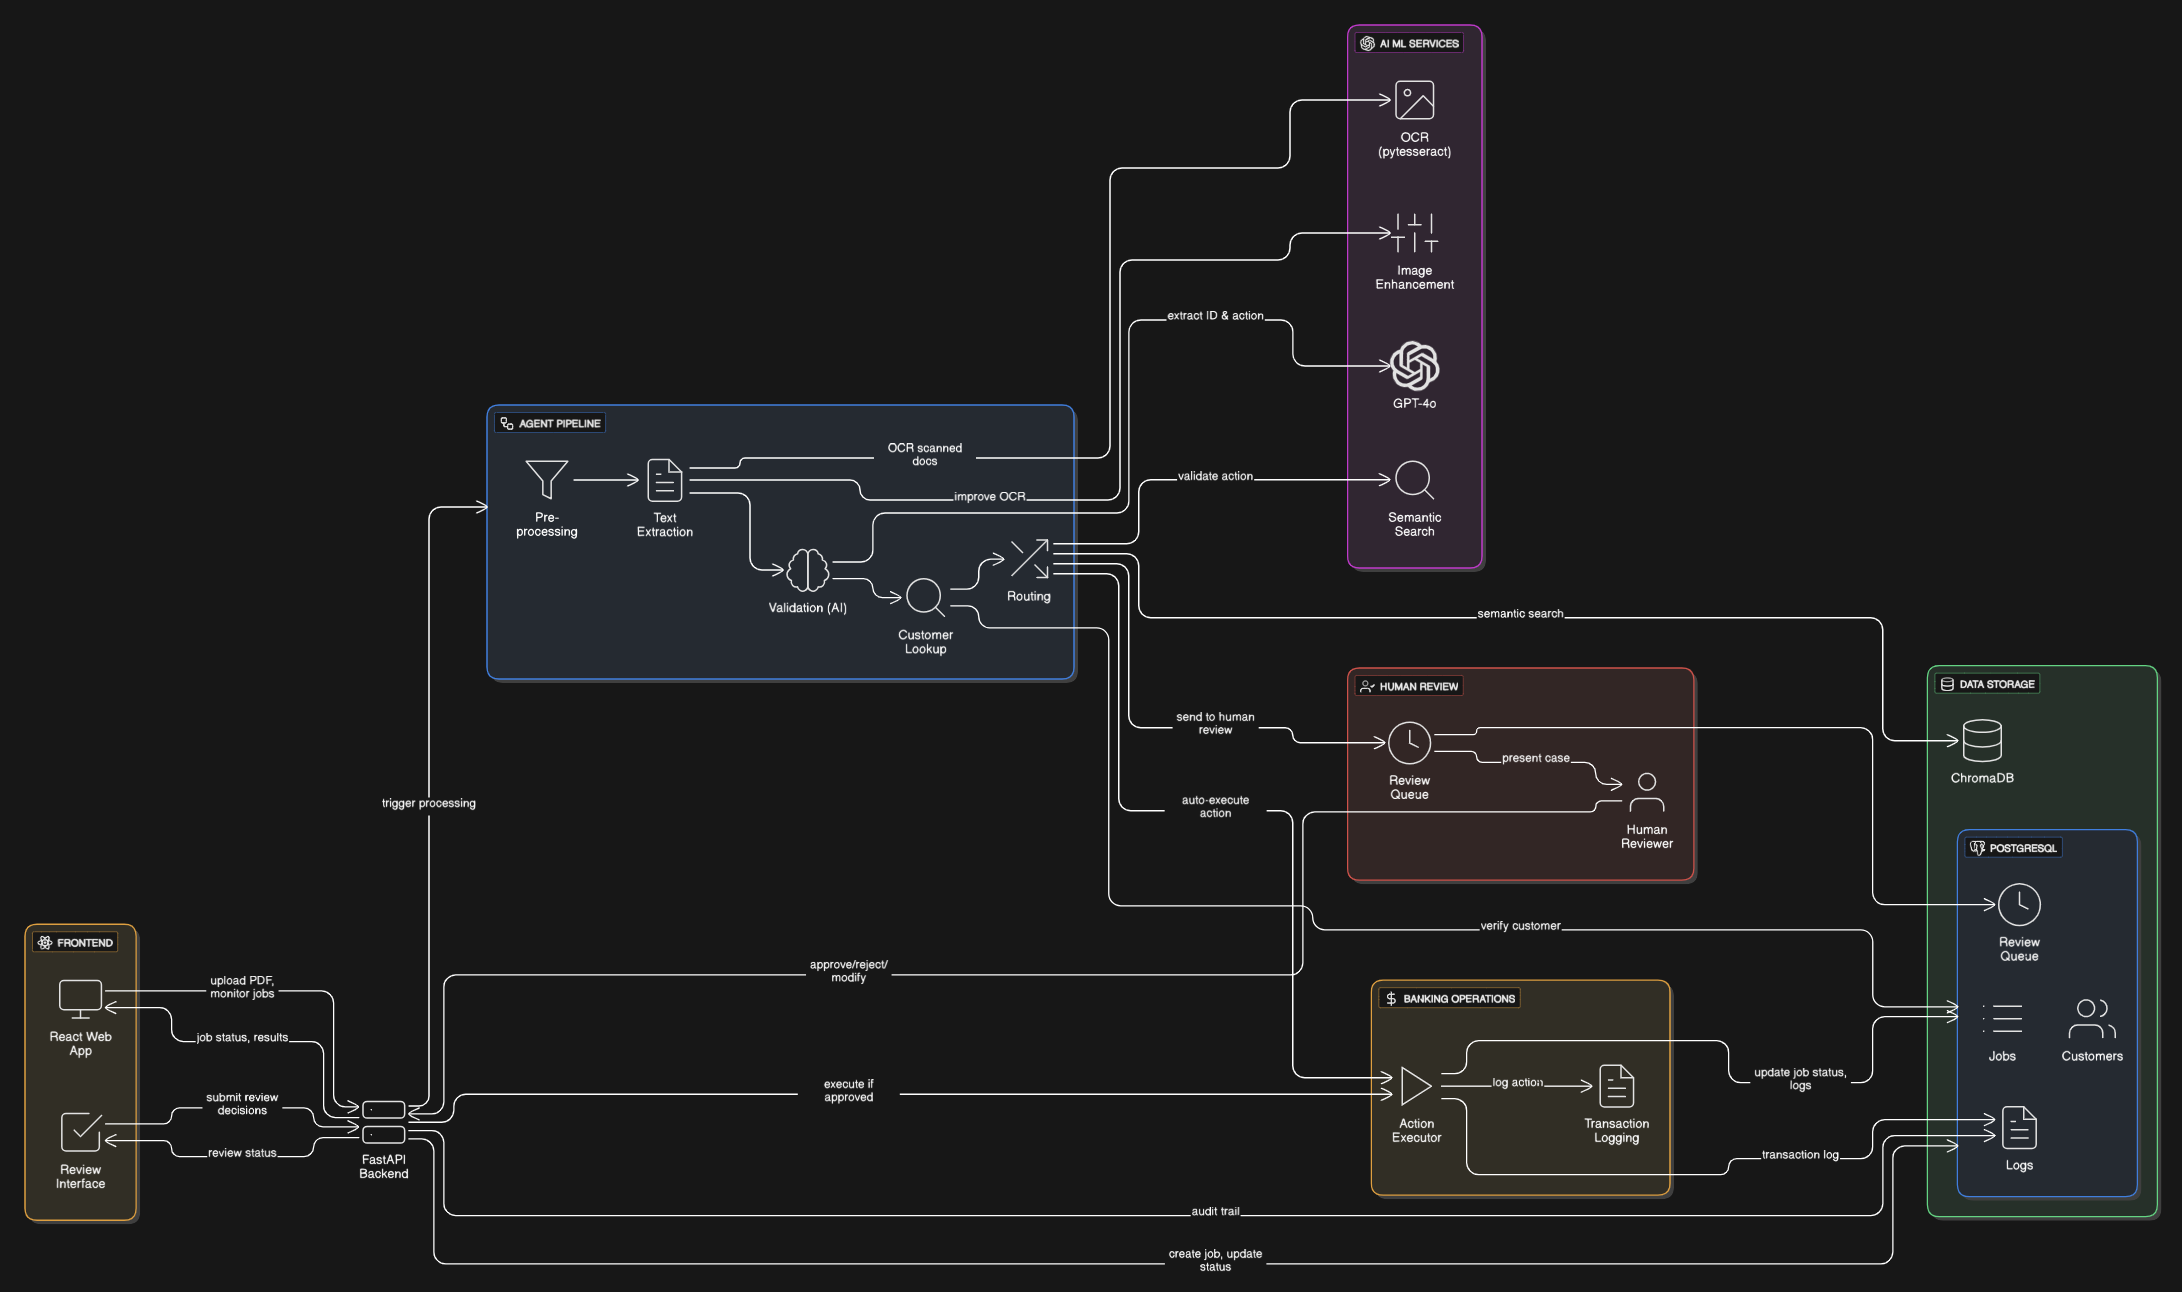 AI ML SERVICES
OCR
(pytesseract)
Image
Enhancement
extract ID & action
GPT-4o
AGENT PIPELINE
OCR scanned
docs
improve OCR
validate action
Pre-
processing
Text
Extraction
Semantic
Search
Validation (AI)
Routing
Customer
Lookup
semantic search
HUMAN REVIEW
DATA STORAGE
send to human
review
present case
Review
Queue
ChromaDB
trigger processing
auto-execute
action
Human
Reviewer
POSTGRESQL
verify customer
Review
Queue
FRONTEND
upload PDF,
monitor jobs
approve/reject/
modify
BANKING OPERATIONS
React Web
App
job status, results
Jobs
Customers
update job status,
logs
execute if
approved
log action
submit review
decisions
Action
Executor
Transaction
Logging
transaction log
Logs
review status
Review
Interface
FastAPI
Backend
audit trail
create job, update
status